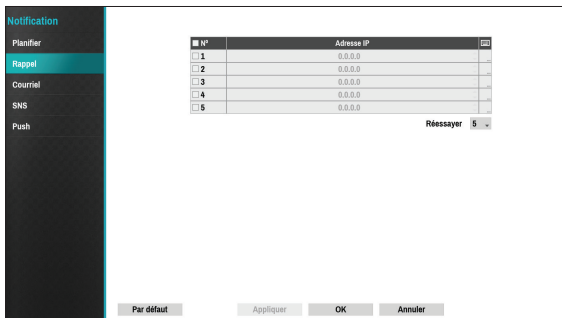 Notification
Planifier
Rappel
Courriel
SNS
Push
N° Adresse IP
1 0.0.0.0
2 0.0.0.0
3 0.0.0.0
4 0.0.0.0
5 0.0.0.0
Réessayer 5
Par défaut Appliquer OK Annuler